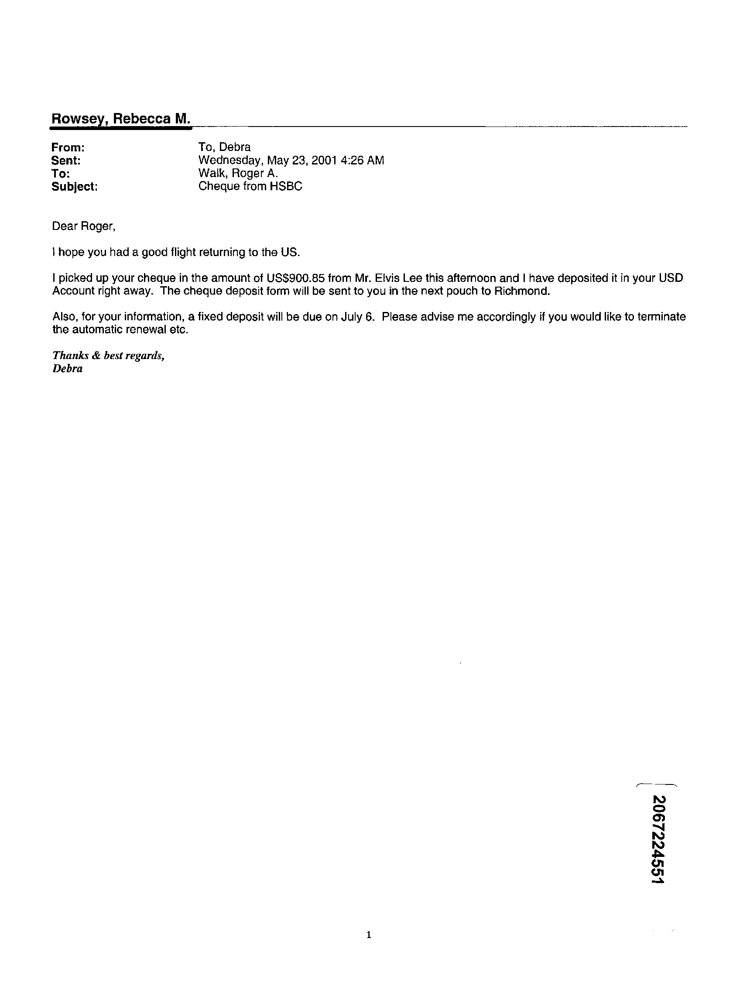 Rowsey, Rebecca M.
From: To, Debra
Sent: Wednesday, May 23, 2001 4:26 AM
To: Walk, Roger A.
Subject: Cheque from HSBC
Dear Roger,
I hope you had a good flight returning to the US.
I picked up your cheque in the amount of US$900.85 from Mr. Elvis Lee this afternoon and I have deposited it in your USD
Account right away. The cheque deposit form will be sent to you in the next pouch to Richmond.
Also, for your information, a fixed deposit will be due on July 6. Please advise me accordingly if you would like to terminate
the automatic renewal etc.
Thanks & best regards,
Debra
2067224551
1